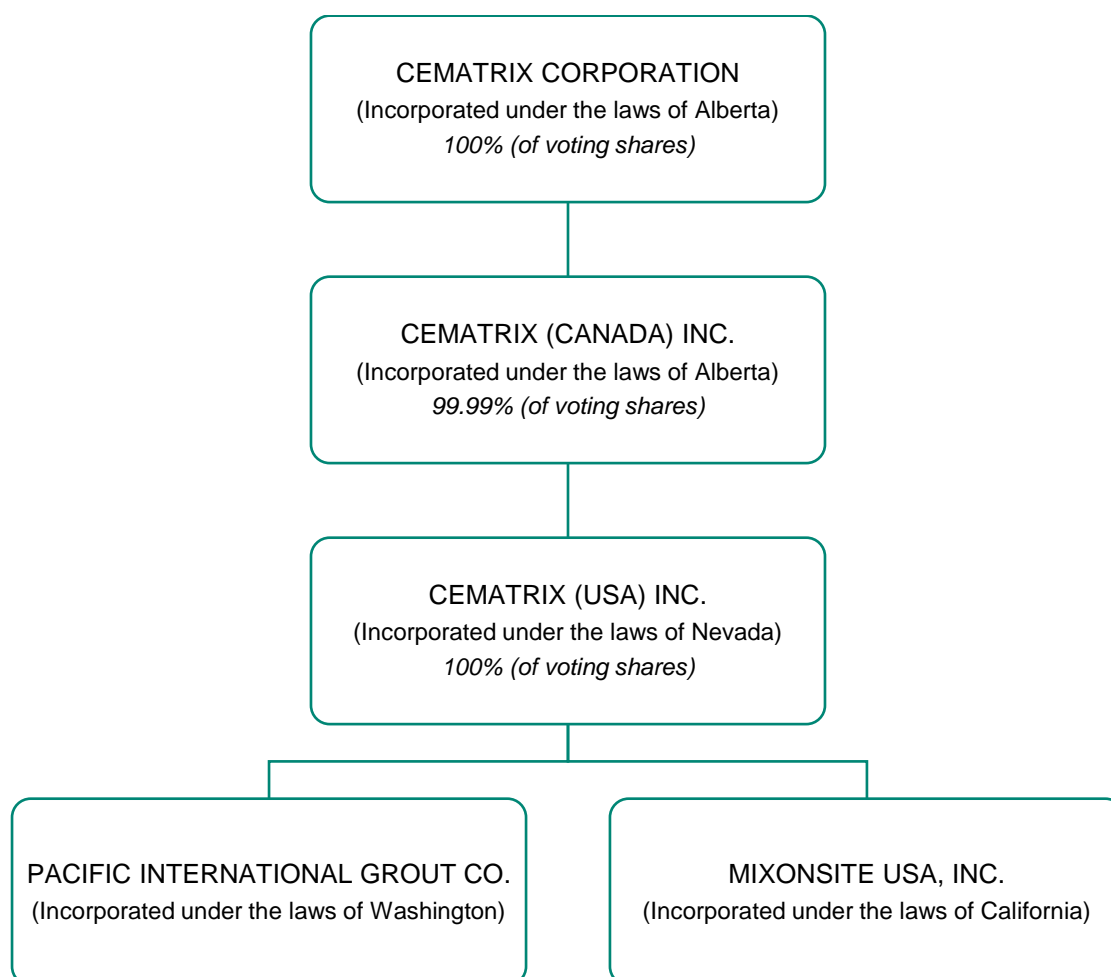 CEMATRIX CORPORATION
(Incorporated under the laws of Alberta)
100% (of voting shares)
CEMATRIX (CANADA) INC.
(Incorporated under the laws of Alberta)
99.99% (of voting shares)
CEMATRIX (USA) INC.
(Incorporated under the laws of Nevada)
100% (of voting shares)
PACIFIC INTERNATIONAL GROUT CO.
(Incorporated under the laws of Washington)
MIXONSITE USA, INC.
(Incorporated under the laws of California)